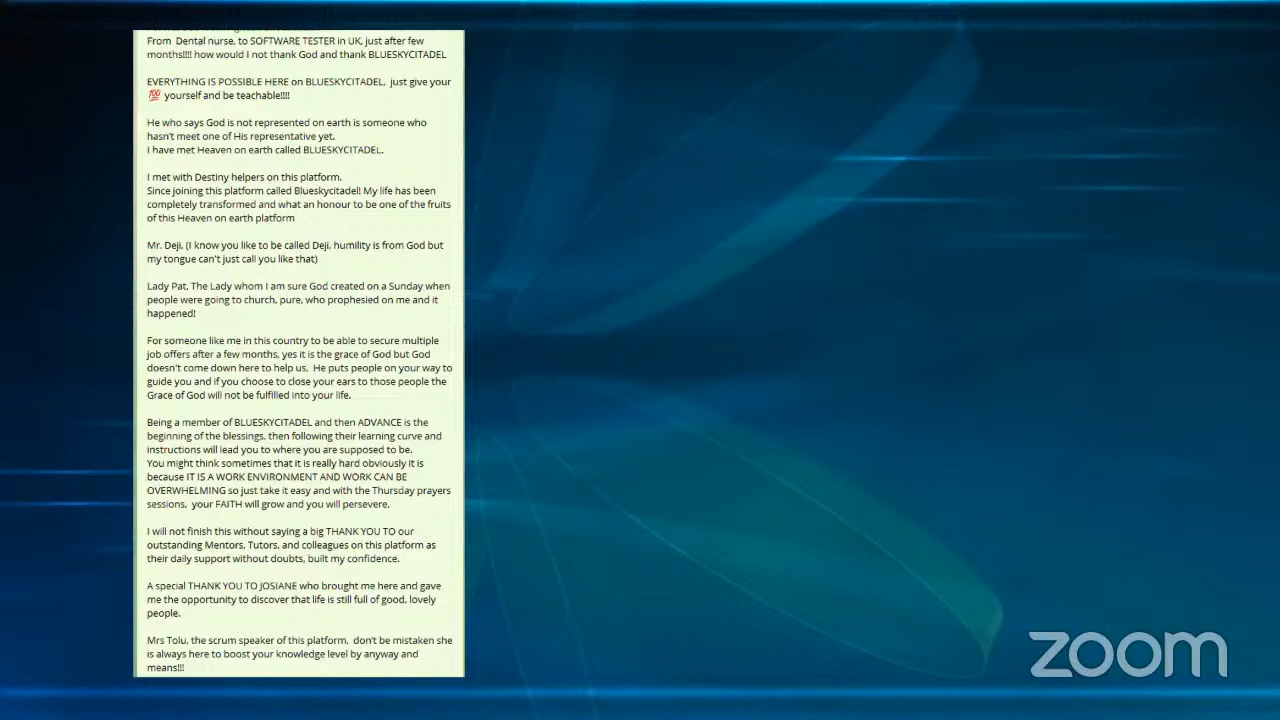 From Dental nurse, to SOFTWARE TESTER in UK, just after few
months!!!! how would I not thank God and thank BLUESKYCITADEL
EVERYTHING IS POSSIBLE HERE on BLUESKYCITADEL, just give your
💯 yourself and be teachable!!!!
He who says God is not represented on earth is someone who
hasn't meet one of His representative yet.
I have met Heaven on earth called BLUESKYCITADEL.
I met with Destiny helpers on this platform.
Since joining this platform called Blueskycitadel! My life has been
completely transformed and what an honour to be one of the fruits
of this Heaven on earth platform
Mr. Deji, (I know you like to be called Deji, humility is from God but
my tongue can't just call you like that)
Lady Pat, The Lady whom I am sure God created on a Sunday when
people were going to church, pure, who prophesied on me and it
happened!
For someone like me in this country to be able to secure multiple
job offers after a few months, yes it is the grace of God but God
doesn't come down here to help us, He puts people on your way to
guide you and if you choose to close your ears to those people the
Grace of God will not be fulfilled into your life.
Being a member of BLUESKYCITADEL and then ADVANCE is the
beginning of the blessings, then following their learning curve and
instructions will lead you to where you are supposed to be.
You might think sometimes that it is really hard obviously it is
because IT IS A WORK ENVIRONMENT AND WORK CAN BE
OVERWHELMING so just take it easy and with the Thursday prayers
sessions, your FAITH will grow and you will persevere.
I will not finish this without saying a big THANK YOU TO our
outstanding Mentors, Tutors, and colleagues on this platform as
their daily support without doubts, built my confidence.
A special THANK YOU TO JOSIANE who brought me here and gave
me the opportunity to discover that life is still full of good, lovely
people.
Mrs Tolu, the scrum speaker of this platform, don't be mistaken she
is always here to boost your knowledge level by anyway and
means!!!
zoom